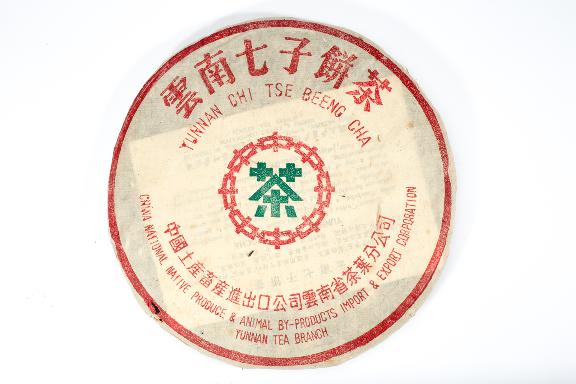 雲南七子餅茶
YUNNAN CHI TSE BEENG CHA
茶
中國土産畜産進出口公司雲南省茶葉分公司
CHINA NATIONAL NATIVE PRODUCE & ANIMAL BY-PRODUCTS IMPORT & EXPORT CORPORATION
YUNNAN TEA BRANCH